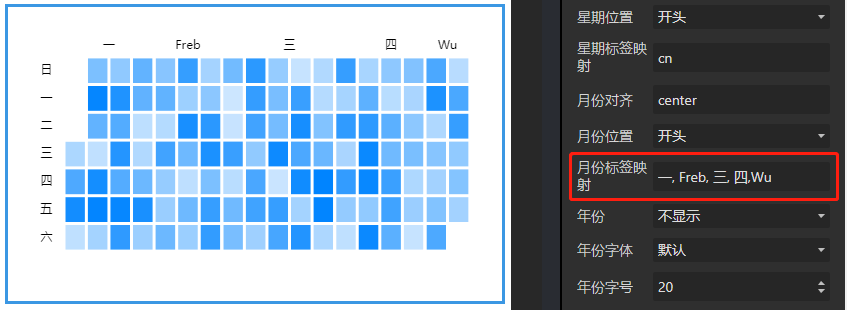 一 Freb 三 四 Wu
日
一
二
三
四
五
六
星期位置 开头
星期标签映射 cn
月份对齐 center
月份位置 开头
月份标签映射 一, Freb, 三, 四,Wu
年份 不显示
年份字体 默认
年份字号 20